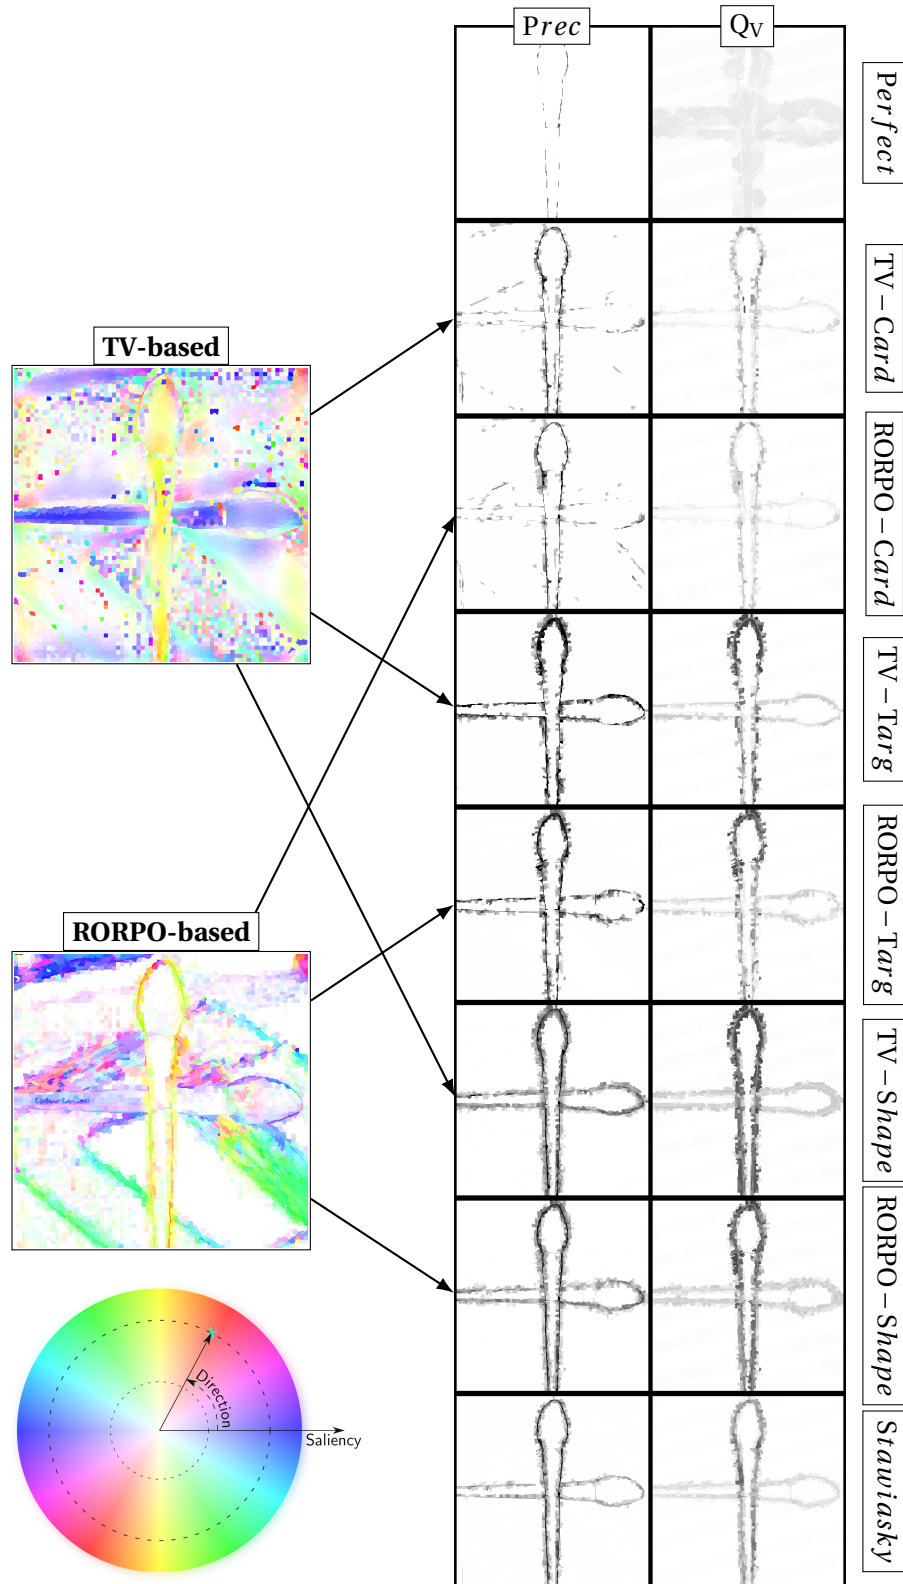 Prec
Q_V
Perfect
TV – Card
TV-based
RORPO – Card
TV – Targ
RORPO – Targ
RORPO-based
TV – Shape
RORPO – Shape
Direction
Saliency
Stawiasky